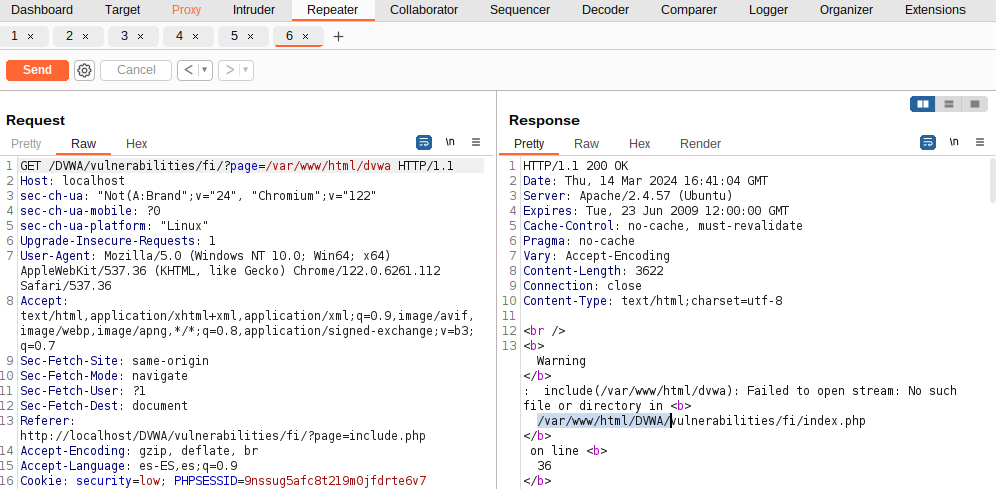 Dashboard Target Proxy Intruder Repeater Collaborator Sequencer Decoder Comparer Logger Organizer Extensions
1 × 2 × 3 × 4 × 5 × 6 × +
Send Cancel < ▾ > ▾
Request
Pretty Raw Hex \n ≡
1 GET /DVWA/vulnerabilities/fi/?page=/var/www/html/dvwa HTTP/1.1
2 Host: localhost
3 sec-ch-ua: "Not(A:Brand";v="24", "Chromium";v="122"
4 sec-ch-ua-mobile: ?0
5 sec-ch-ua-platform: "Linux"
6 Upgrade-Insecure-Requests: 1
7 User-Agent: Mozilla/5.0 (Windows NT 10.0; Win64; x64)
AppleWebKit/537.36 (KHTML, like Gecko) Chrome/122.0.6261.112
Safari/537.36
8 Accept:
text/html,application/xhtml+xml,application/xml;q=0.9,image/avif,
image/webp,image/apng,*/*;q=0.8,application/signed-exchange;v=b3;
q=0.7
9 Sec-Fetch-Site: same-origin
10 Sec-Fetch-Mode: navigate
11 Sec-Fetch-User: ?1
12 Sec-Fetch-Dest: document
13 Referer:
http://localhost/DVWA/vulnerabilities/fi/?page=include.php
14 Accept-Encoding: gzip, deflate, br
15 Accept-Language: es-ES,es;q=0.9
16 Cookie: security=low; PHPSESSID=9nssug5afc8t219m0jfdrte6v7
Response
Pretty Raw Hex Render \n ≡
1 HTTP/1.1 200 OK
2 Date: Thu, 14 Mar 2024 16:41:04 GMT
3 Server: Apache/2.4.57 (Ubuntu)
4 Expires: Tue, 23 Jun 2009 12:00:00 GMT
5 Cache-Control: no-cache, must-revalidate
6 Pragma: no-cache
7 Vary: Accept-Encoding
8 Content-Length: 3622
9 Connection: close
10 Content-Type: text/html;charset=utf-8
11
12 <br />
13 <b>
Warning
</b>
: include(/var/www/html/dvwa): Failed to open stream: No such
file or directory in <b>
/var/www/html/DVWA/vulnerabilities/fi/index.php
</b>
on line <b>
36
</b>